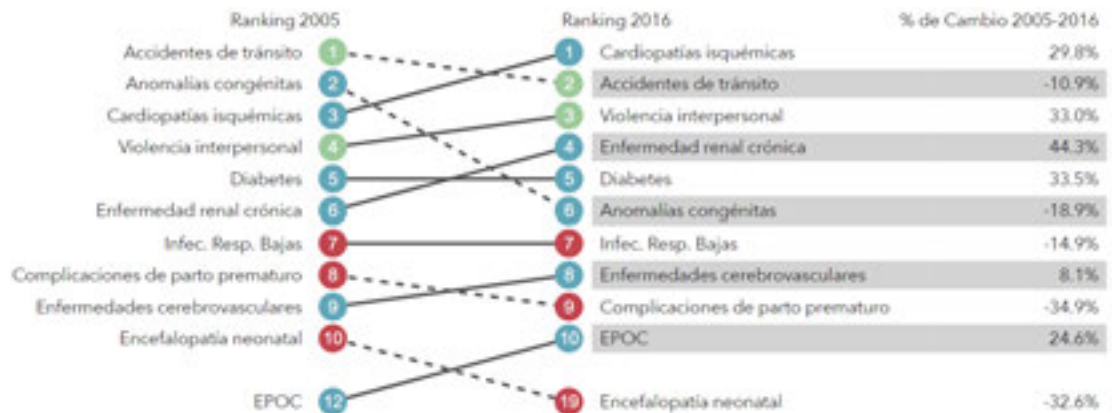 Ranking 2005 Ranking 2016 % de Cambio 2005-2016
Accidentes de tránsito 1 1 Cardiopatías isquémicas 29.8%
Anomalías congénitas 2 2 Accidentes de tránsito -10.9%
Cardiopatías isquémicas 3 3 Violencia interpersonal 33.0%
Violencia interpersonal 4 4 Enfermedad renal crónica 44.3%
Diabetes 5 5 Diabetes 33.5%
Enfermedad renal crónica 6 6 Anomalías congénitas -18.9%
Infec. Resp. Bajas 7 7 Infec. Resp. Bajas -14.9%
Complicaciones de parto prematuro 8 8 Enfermedades cerebrovasculares 8.1%
Enfermedades cerebrovasculares 9 9 Complicaciones de parto prematuro -34.9%
Encefalopatía neonatal 10 10 EPOC 24.6%
EPOC 12 19 Encefalopatía neonatal -32.6%